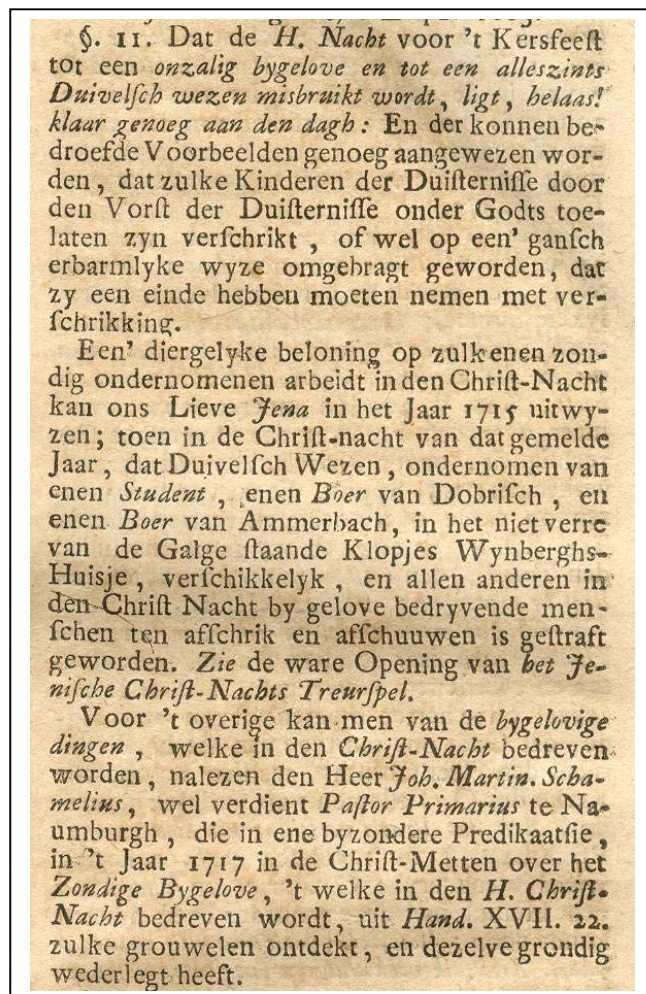 §. 11. Dat de H. Nacht voor 't Kersfeeſt
tot een onzalig bygelove en tot een alleszints
Duivelſch wezen misbruikt wordt, ligt, helaas!
klaar genoeg aan den dagh: En der konnen be-
droefde Voorbeelden genoeg aangewezen wor-
den, dat zulke Kinderen der Duiſterniſſe door
den Vorſt der Duiſterniſſe onder Godts toe-
laten zyn verſchrikt, of wel op een' ganſch
erbarmlyke wyze omgebragt geworden, dat
zy een einde hebben moeten nemen met ver-
ſchrikking.
Een' diergelyke beloning op zulkenen zon-
dig ondernomenen arbeidt in den Chriſt-Nacht
kan ons Lieve Jena in het Jaar 1715 uitwy-
zen; toen in de Chriſt-nacht van dat gemelde
Jaar, dat Duivelſch Wezen, ondernomen van
enen Student, enen Boer van Dobriſch, en
enen Boer van Ammerbach, in het niet verre
van de Galge ſtaande Klopjes Wynberghs-
Huisje, verſchikkelyk, en allen anderen in
den Chriſt Nacht by gelove bedryvende men-
ſchen ten afſchrik en afſchuuwen is geſtraft
geworden. Zie de ware Opening van het Je-
niſche Chriſt-Nachts Treurſpel.
Voor 't overige kan men van de bygelovige
dingen, welke in den Chriſt-Nacht bedreven
worden, nalezen den Heer Joh. Martin. Scha-
melius, wel verdient Paſtor Primarius te Na-
umburgh, die in ene byzondere Predikaatſie,
in 't Jaar 1717 in de Chriſt-Metten over het
Zondige Bygelove, 't welke in den H. Chriſt-
Nacht bedreven wordt, uit Hand. XVII. 22.
zulke grouwelen ontdekt, en dezelve grondig
wederlegt heeft.